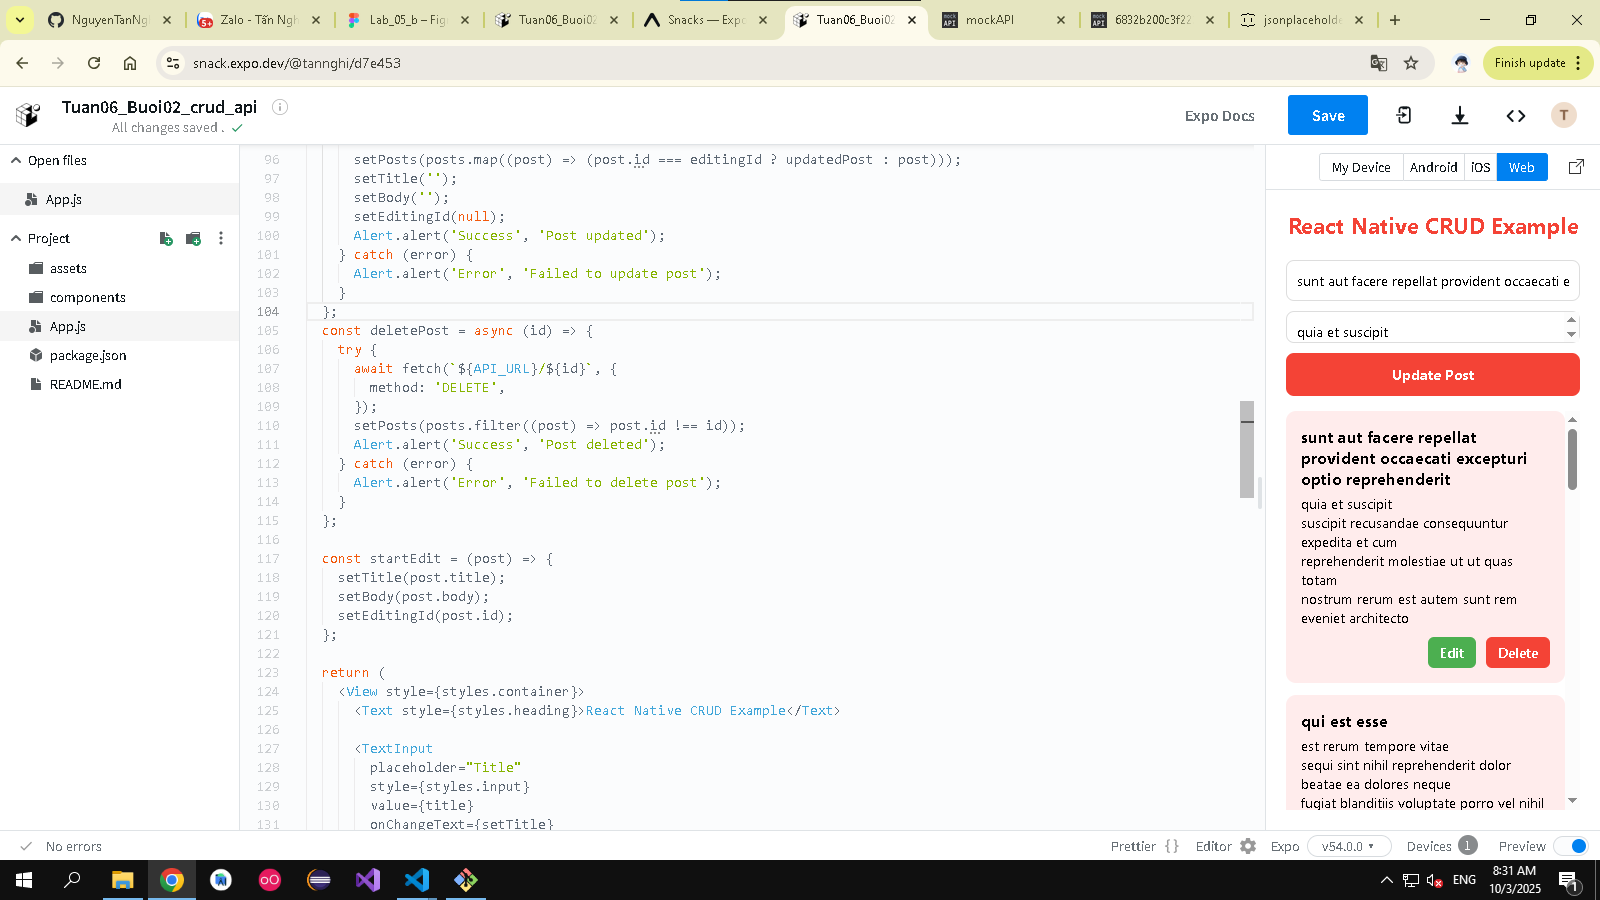 NguyenTanNgh
Zalo - Tấn Ngh
Lab_05_b – Fig
Tuan06_Buoi02
Snacks — Expo
Tuan06_Buoi02
mockAPI
6832b200c3f22
jsonplaceholde
snack.expo.dev/@tannghi/d7e453
Finish update
Tuan06_Buoi02_crud_api
All changes saved .
Expo Docs
Save
T
Open files
App.js
Project
assets
components
App.js
package.json
README.md
96 setPosts(posts.map((post) => (post.id === editingId ? updatedPost : post)));
97 setTitle('');
98 setBody('');
99 setEditingId(null);
100 Alert.alert('Success', 'Post updated');
101 } catch (error) {
102 Alert.alert('Error', 'Failed to update post');
103 }
104 };
105 const deletePost = async (id) => {
106 try {
107 await fetch(`${API_URL}/${id}`, {
108 method: 'DELETE',
109 });
110 setPosts(posts.filter((post) => post.id !== id));
111 Alert.alert('Success', 'Post deleted');
112 } catch (error) {
113 Alert.alert('Error', 'Failed to delete post');
114 }
115 };
116
117 const startEdit = (post) => {
118 setTitle(post.title);
119 setBody(post.body);
120 setEditingId(post.id);
121 };
122
123 return (
124 <View style={styles.container}>
125 <Text style={styles.heading}>React Native CRUD Example</Text>
126
127 <TextInput
128 placeholder="Title"
129 style={styles.input}
130 value={title}
131 onChangeText={setTitle}
My Device
Android
iOS
Web
React Native CRUD Example
sunt aut facere repellat provident occaecati e
quia et suscipit
Update Post
sunt aut facere repellat
provident occaecati excepturi
optio reprehenderit
quia et suscipit
suscipit recusandae consequuntur
expedita et cum
reprehenderit molestiae ut ut quas
totam
nostrum rerum est autem sunt rem
eveniet architecto
Edit
Delete
qui est esse
est rerum tempore vitae
sequi sint nihil reprehenderit dolor
beatae ea dolores neque
fugiat blanditiis voluptate porro vel nihil
No errors
Prettier { }
Editor
Expo
v54.0.0
Devices 1
Preview
ENG
8:31 AM
10/3/2025
1